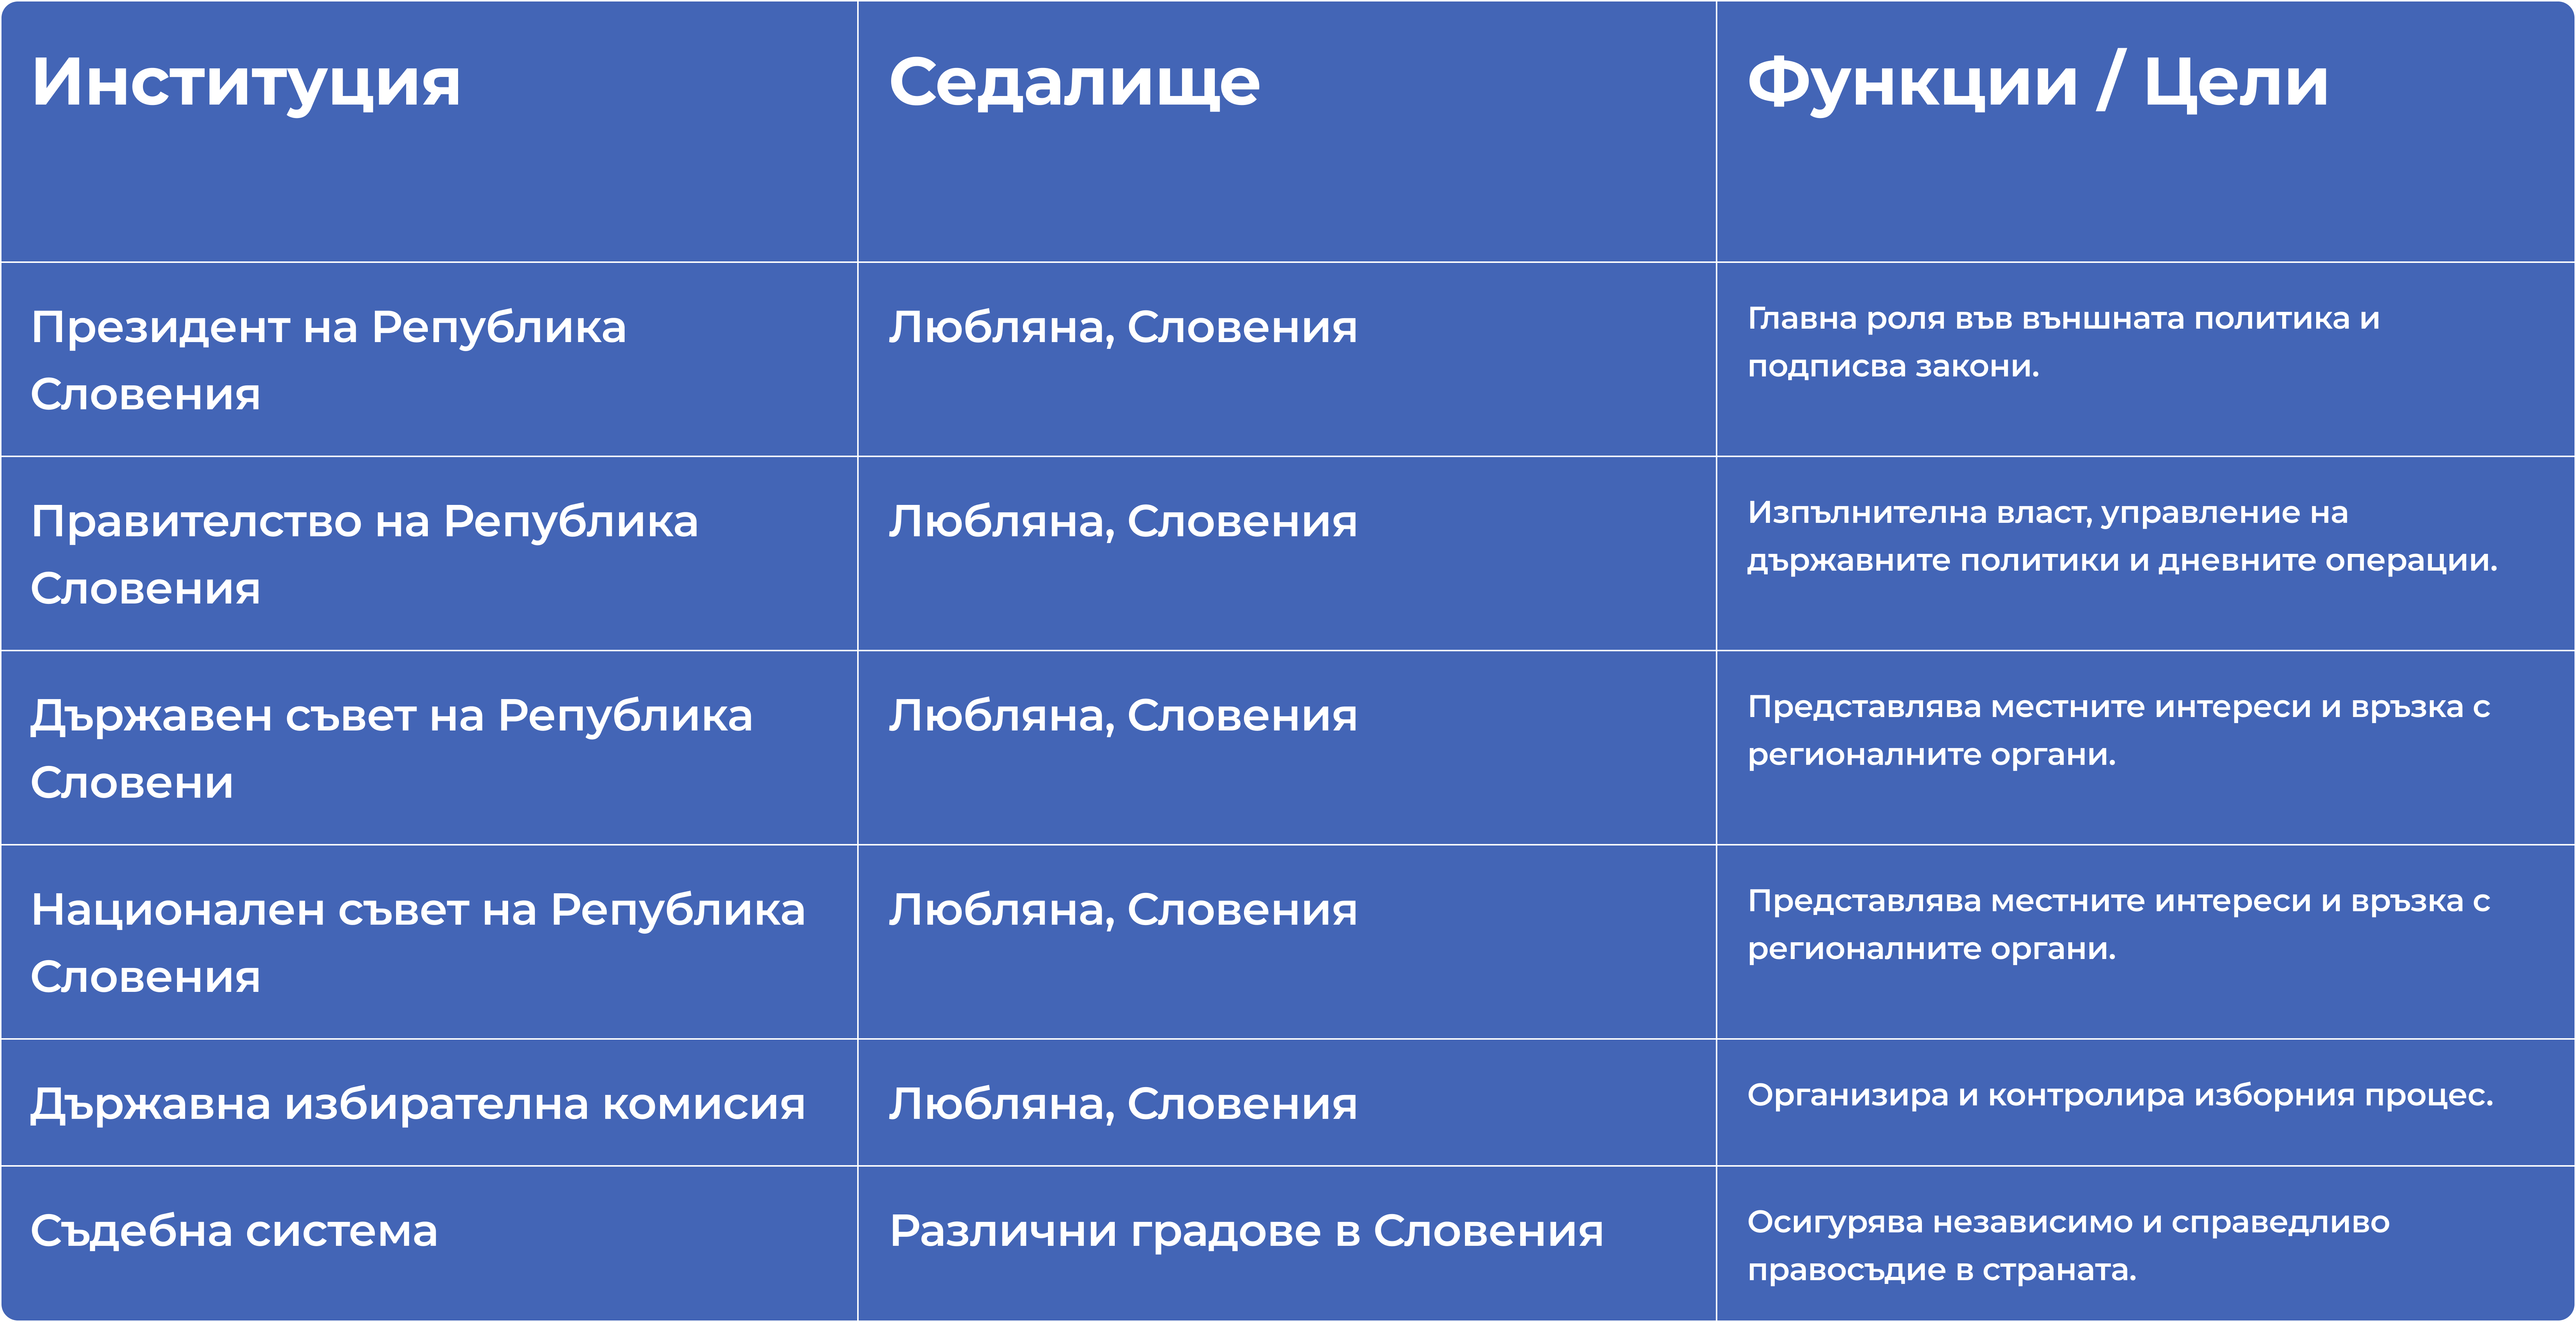 Институция
Седалище
Функции / Цели
Президент на Република
Словения
Любляна, Словения
Главна роля във външната политика и
подписва закони.
Правителство на Република
Словения
Любляна, Словения
Изпълнителна власт, управление на
държавните политики и дневните операции.
Държавен съвет на Република
Словени
Любляна, Словения
Представлява местните интереси и връзка с
регионалните органи.
Национален съвет на Република
Словения
Любляна, Словения
Представлява местните интереси и връзка с
регионалните органи.
Държавна избирателна комисия
Любляна, Словения
Организира и контролира изборния процес.
Съдебна система
Различни градове в Словения
Осигурява независимо и справедливо
правосъдие в страната.